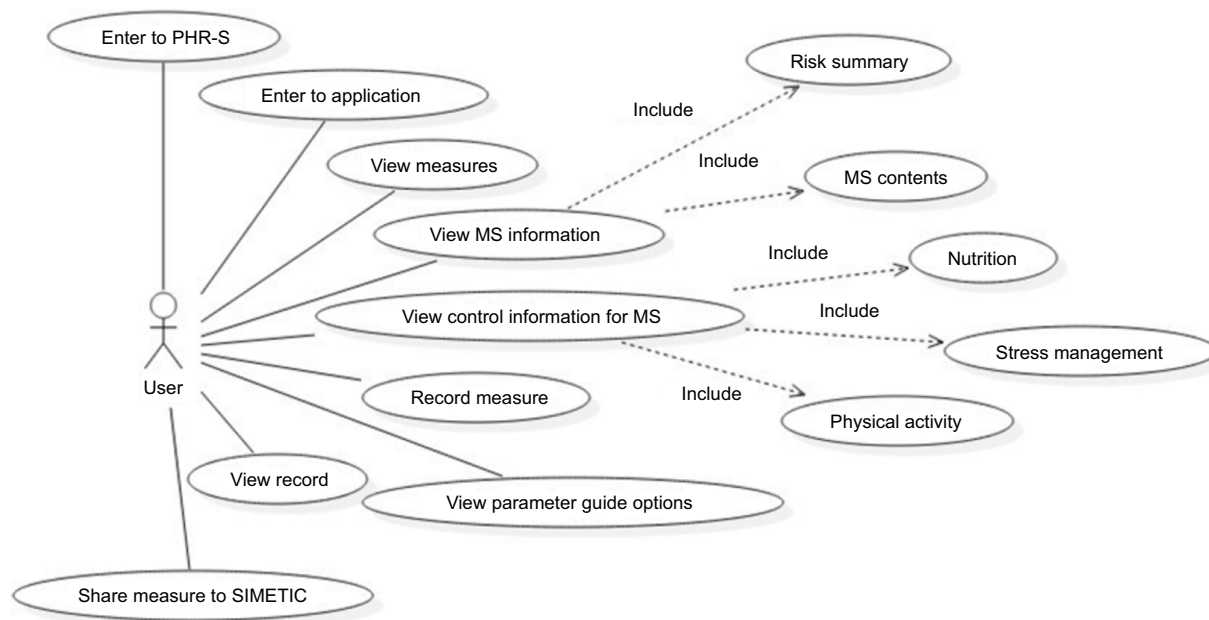 Enter to PHR-S
Risk summary
Enter to application
Include
View measures
Include
MS contents
View MS information
Include
Nutrition
View control information for MS
Include
Stress management
User
Record measure
Include
Physical activity
View record
View parameter guide options
Share measure to SIMETIC